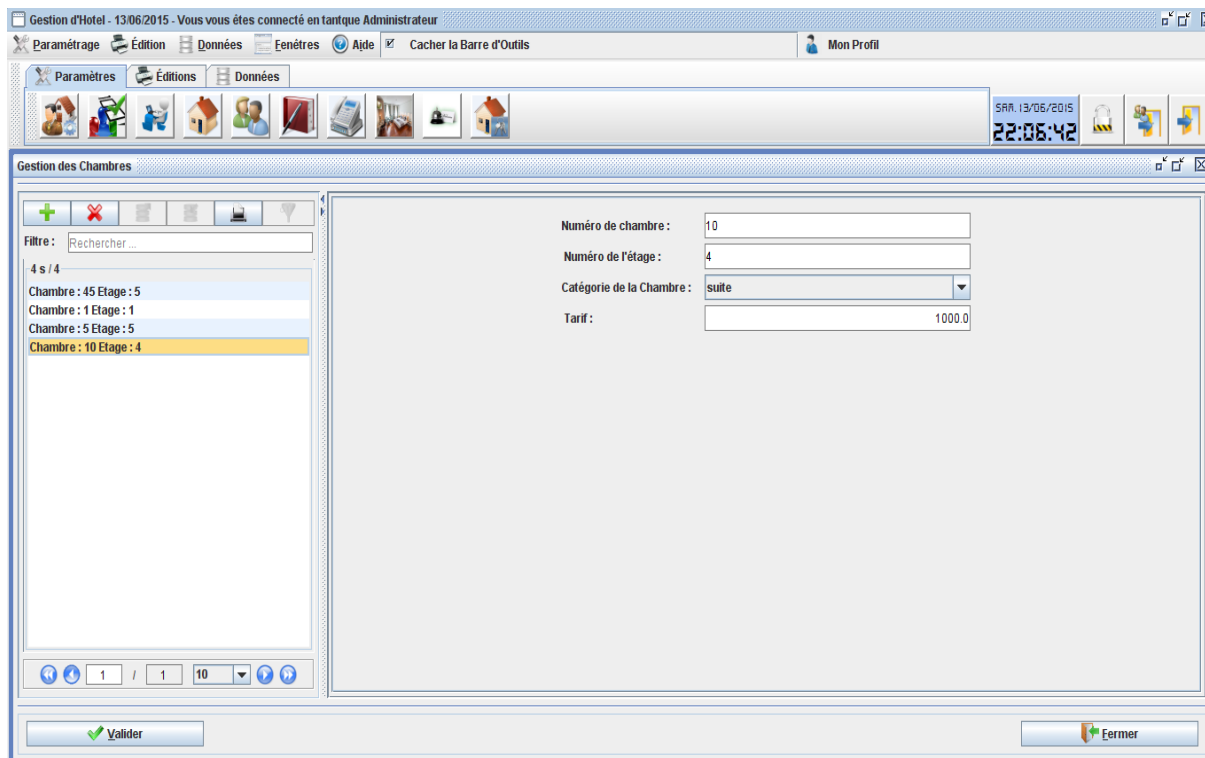 Gestion d'Hotel - 13/06/2015 - Vous vous êtes connecté en tantque Administrateur
Paramétrage Édition Données Fenêtres Aide Cacher la Barre d'Outils Mon Profil
Paramètres Éditions Données
SAM. 13/06/2015
22:06:42
Gestion des Chambres
Filtre : Rechercher ...
4 s / 4
Chambre : 45 Etage : 5
Chambre : 1 Etage : 1
Chambre : 5 Etage : 5
Chambre : 10 Etage : 4
Numéro de chambre : 10
Numéro de l'étage : 4
Catégorie de la Chambre : suite
Tarif : 1000.0
1 / 1 10
Valider
Fermer